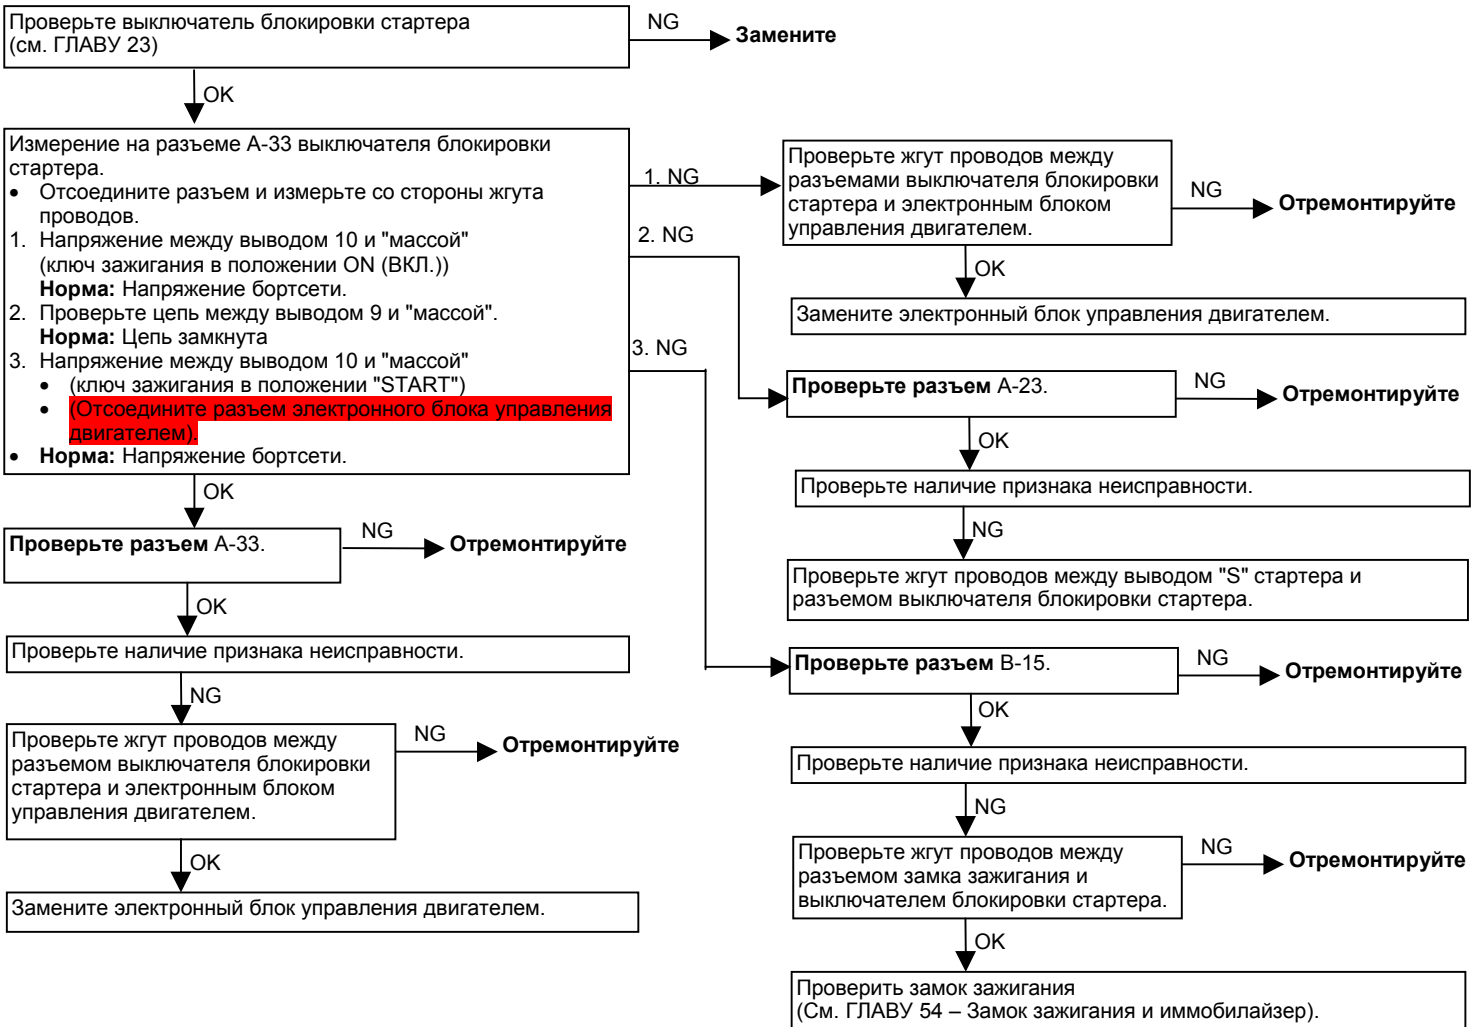 Проверьте выключатель блокировки стартера
(см. ГЛАВУ 23)
NG
Замените
OK
Измерение на разъеме А-33 выключателя блокировки
стартера.
• Отсоедините разъем и измерьте со стороны жгута
проводов.
1. Напряжение между выводом 10 и "массой"
(ключ зажигания в положении ON (ВКЛ.))
Норма: Напряжение бортсети.
2. Проверьте цепь между выводом 9 и "массой".
Норма: Цепь замкнута
3. Напряжение между выводом 10 и "массой"
• (ключ зажигания в положении "START")
• (Отсоедините разъем электронного блока управления
двигателем).
• Норма: Напряжение бортсети.
OK
Проверьте разъем А-33.
NG
Отремонтируйте
OK
Проверьте наличие признака неисправности.
NG
Проверьте жгут проводов между
разъемом выключателя блокировки
стартера и электронным блоком
управления двигателем.
NG
Отремонтируйте
OK
Замените электронный блок управления двигателем.
1. NG
Проверьте жгут проводов между
разъемами выключателя блокировки
стартера и электронным блоком
управления двигателем.
NG
Отремонтируйте
OK
Замените электронный блок управления двигателем.
2. NG
Проверьте разъем А-23.
NG
Отремонтируйте
OK
Проверьте наличие признака неисправности.
NG
Проверьте жгут проводов между выводом "S" стартера и
разъемом выключателя блокировки стартера.
3. NG
Проверьте разъем В-15.
NG
Отремонтируйте
OK
Проверьте наличие признака неисправности.
NG
Проверьте жгут проводов между
разъемом замка зажигания и
выключателем блокировки стартера.
NG
Отремонтируйте
OK
Проверить замок зажигания
(См. ГЛАВУ 54 – Замок зажигания и иммобилайзер).